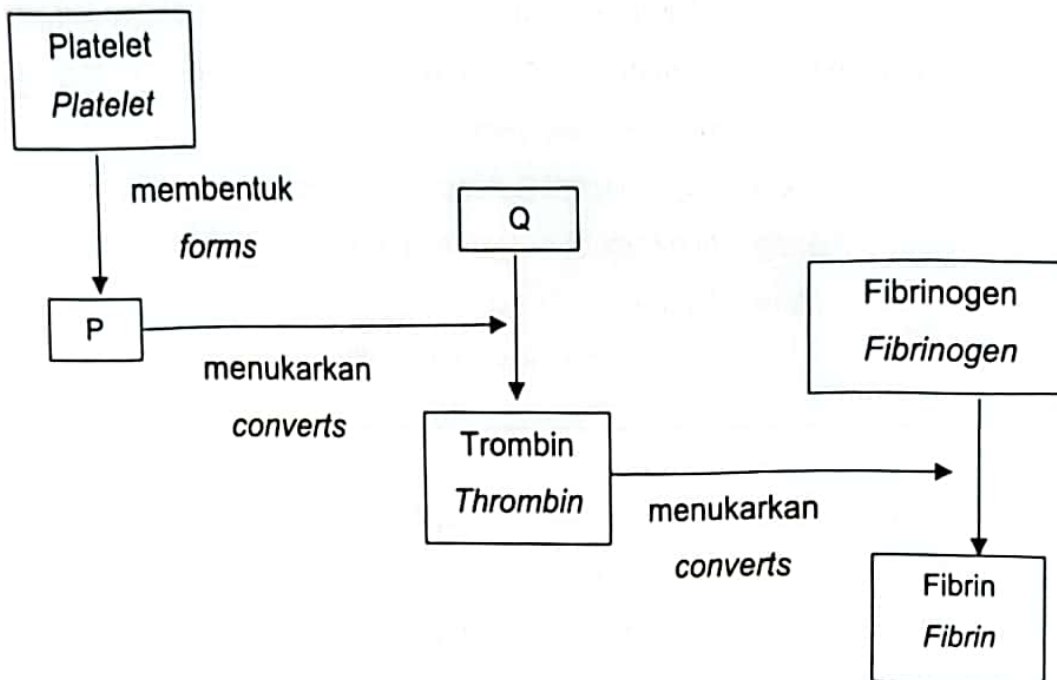 Platelet
Platelet
membentuk
forms
Q
P
menukarkan
converts
Fibrinogen
Fibrinogen
Trombin
Thrombin
menukarkan
converts
Fibrin
Fibrin